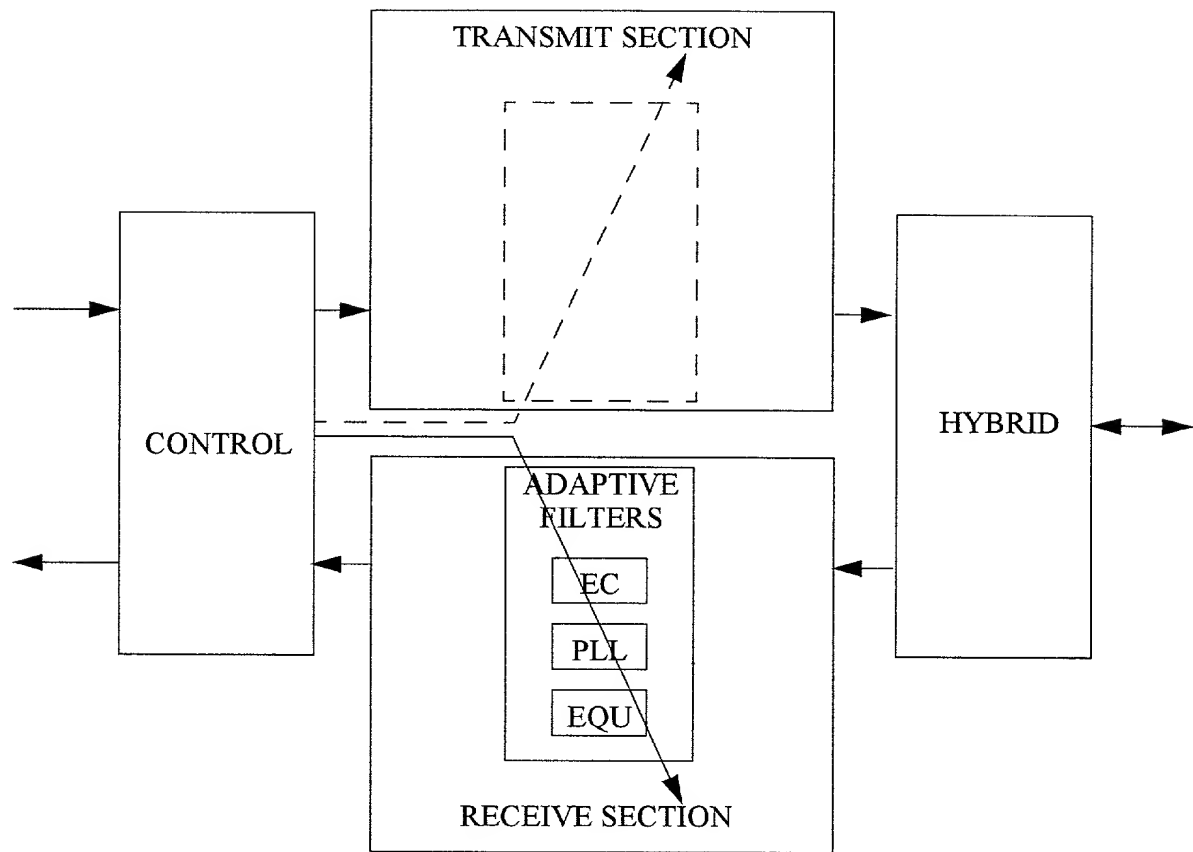 TRANSMIT SECTION
CONTROL
HYBRID
ADAPTIVE
FILTERS
EC
PLL
EQU
RECEIVE SECTION